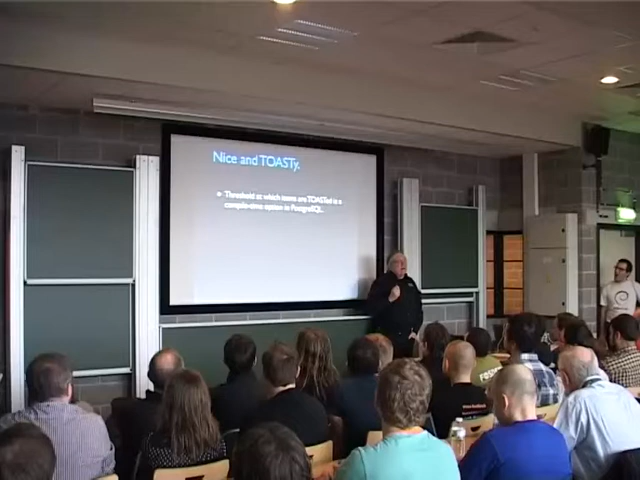 Nice and TOASTy.
Threshold at which items are TOASTed is a
compile-time option in PostgreSQL.